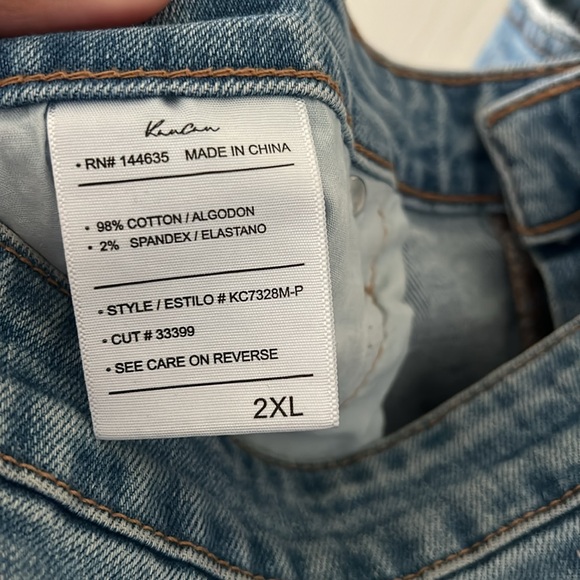 KanCan
• RN# 144635 MADE IN CHINA
• 98% COTTON / ALGODON
• 2% SPANDEX / ELASTANO
• STYLE / ESTILO # KC7328M-P
• CUT # 33399
• SEE CARE ON REVERSE
2XL